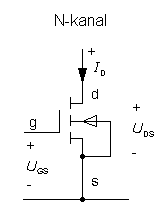 N-kanal
+
I_D
d
+
g
+
U_DS
U_GS
-
-
s